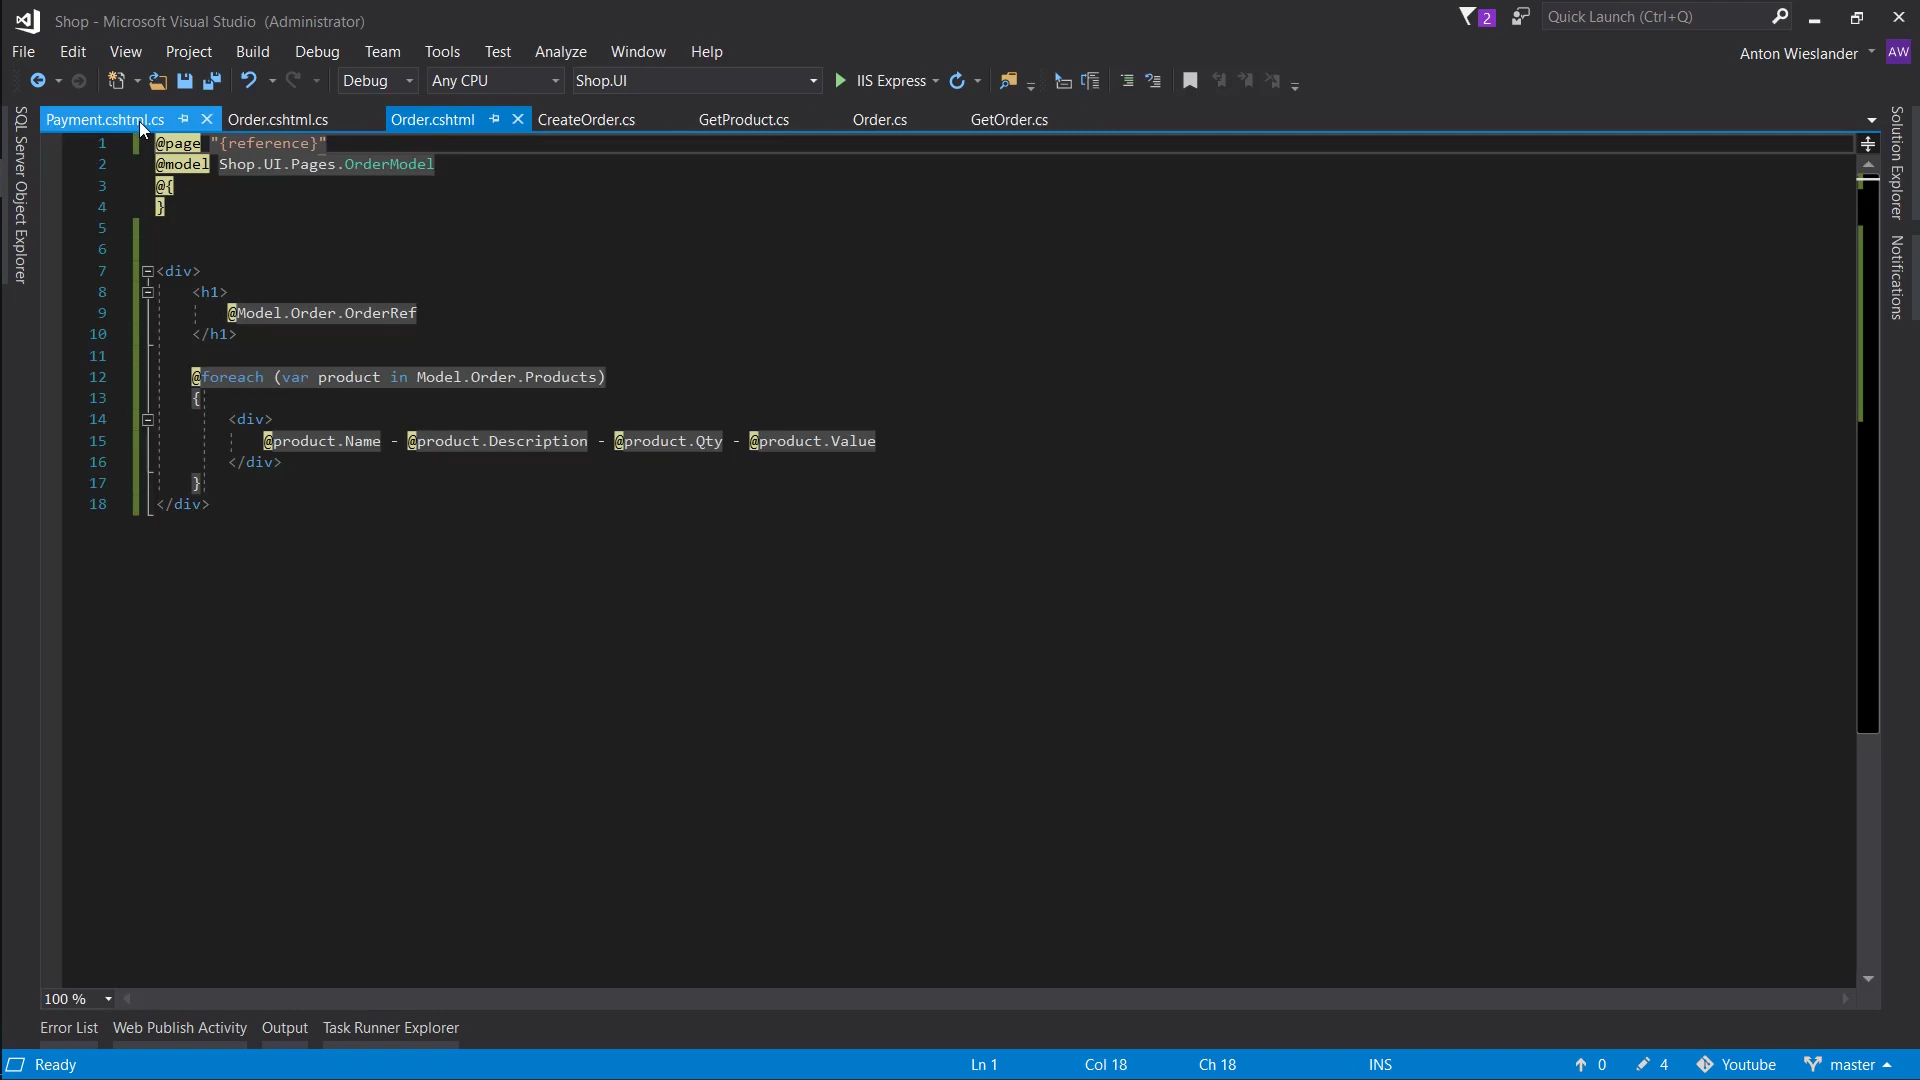 Shop - Microsoft Visual Studio (Administrator)
2
Quick Launch (Ctrl+Q)
File Edit View Project Build Debug Team Tools Test Analyze Window Help
Anton Wieslander
AW
Debug Any CPU Shop.UI IIS Express
Payment.cshtml.cs Order.cshtml.cs Order.cshtml CreateOrder.cs GetProduct.cs Order.cs GetOrder.cs
SQL Server Object Explorer
Solution Explorer
Notifications
1 @page "{reference}"
2 @model Shop.UI.Pages.OrderModel
3 @{
4 }
5
6
7 <div>
8 <h1>
9 @Model.Order.OrderRef
10 </h1>
11
12 @foreach (var product in Model.Order.Products)
13 {
14 <div>
15 @product.Name - @product.Description - @product.Qty - @product.Value
16 </div>
17 }
18 </div>
100 %
Error List Web Publish Activity Output Task Runner Explorer
Ready Ln 1 Col 18 Ch 18 INS 0 4 Youtube master